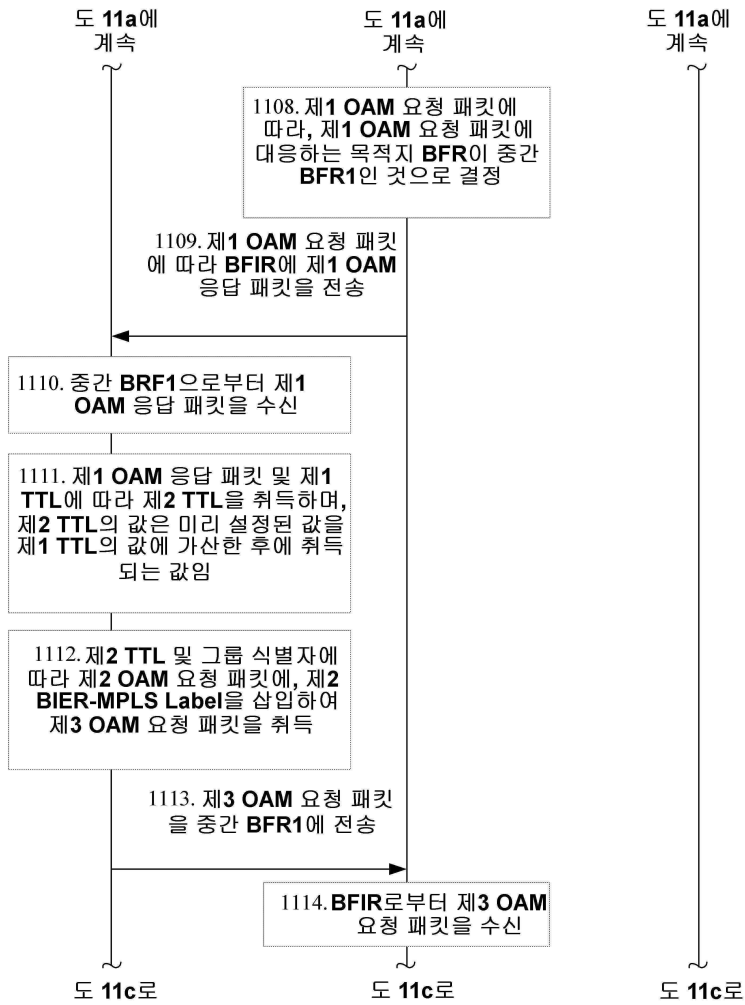 도 11a에
계속
도 11a에
계속
도 11a에
계속
1108. 제1 OAM 요청 패킷에
따라, 제1 OAM 요청 패킷에
대응하는 목적지 BFR이 중간
BFR1인 것으로 결정
1109. 제1 OAM 요청 패킷
에 따라 BFIR에 제1 OAM
응답 패킷을 전송
1110. 중간 BRF1으로부터 제1
OAM 응답 패킷을 수신
1111. 제1 OAM 응답 패킷 및 제1
TTL에 따라 제2 TTL을 취득하며,
제2 TTL의 값은 미리 설정된 값을
제1 TTL의 값에 가산한 후에 취득
되는 값임
1112. 제2 TTL 및 그룹 식별자에
따라 제2 OAM 요청 패킷에, 제2
BIER-MPLS Label을 삽입하여
제3 OAM 요청 패킷을 취득
1113. 제3 OAM 요청 패킷
을 중간 BFR1에 전송
1114. BFIR로부터 제3 OAM
요청 패킷을 수신
도 11c로
도 11c로
도 11c로